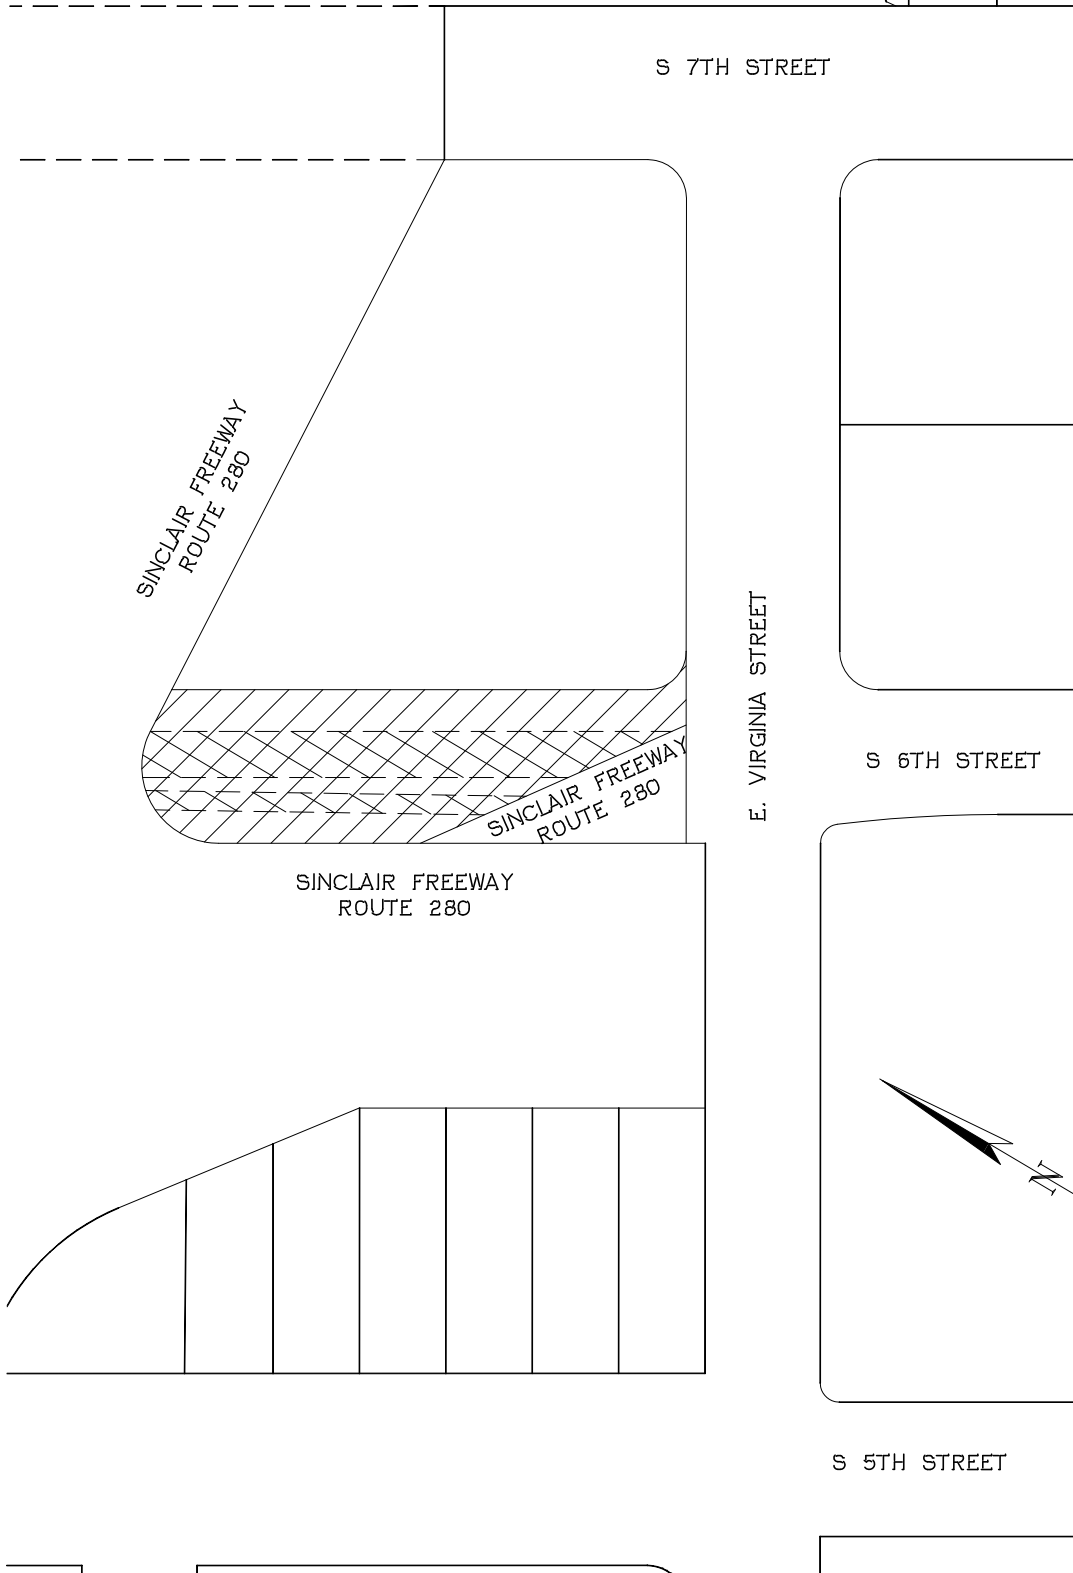 S 7TH STREET
SINCLAIR FREEWAY
ROUTE 280
E. VIRGINIA STREET
S 6TH STREET
SINCLAIR FREEWAY
ROUTE 280
SINCLAIR FREEWAY
ROUTE 280
N
S 5TH STREET